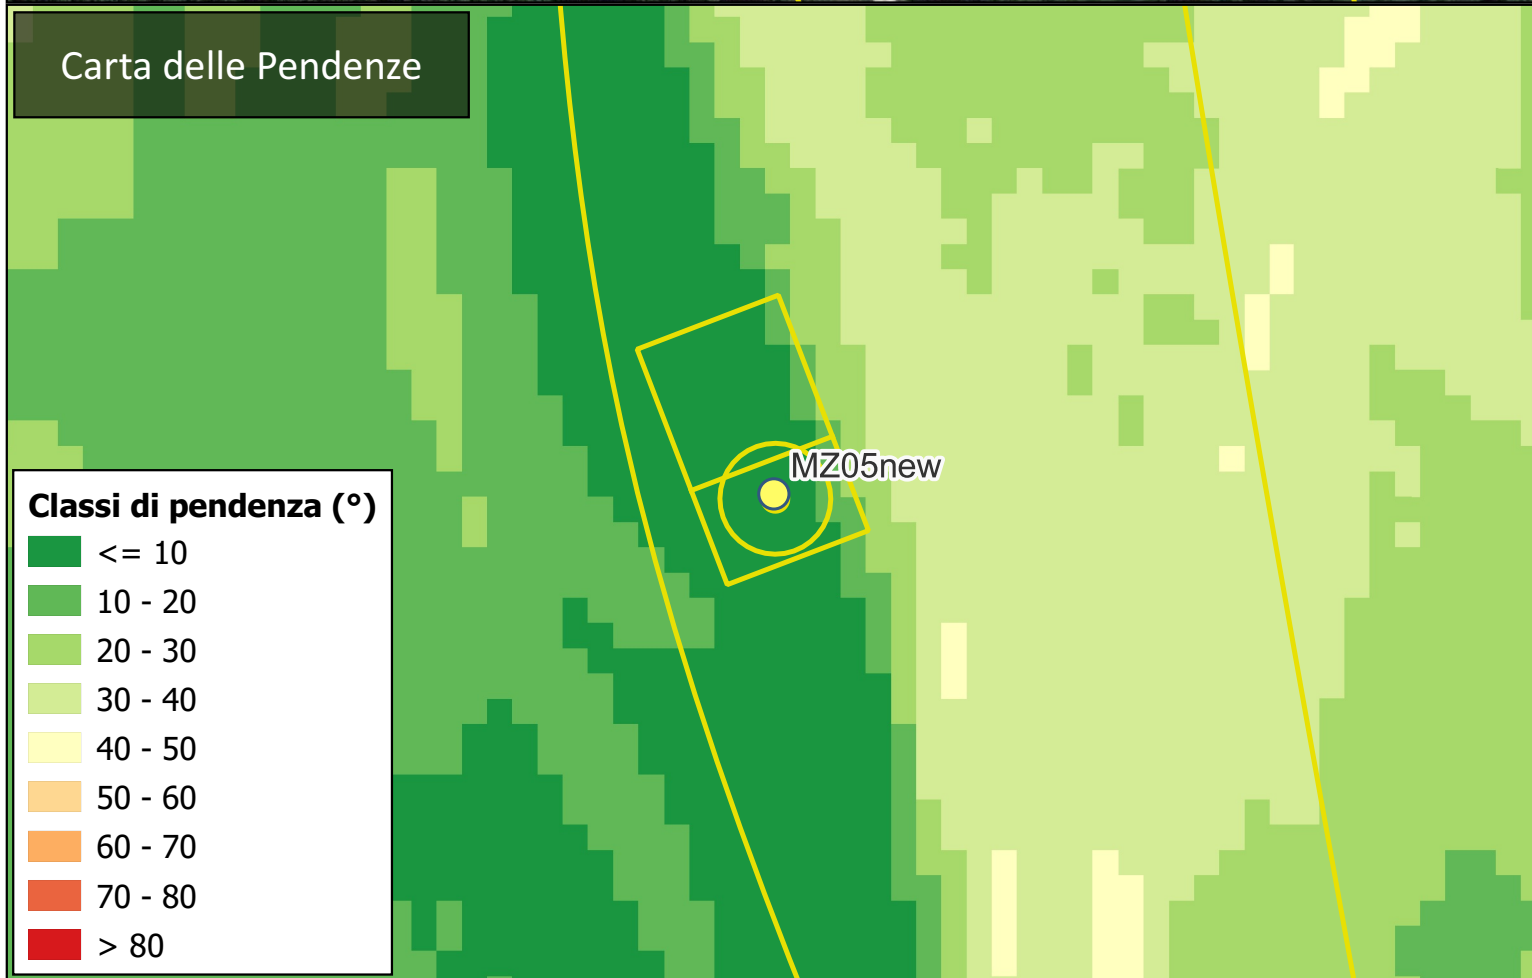 Carta delle Pendenze
MZ05new
Classi di pendenza (°)
<= 10
10 - 20
20 - 30
30 - 40
40 - 50
50 - 60
60 - 70
70 - 80
> 80